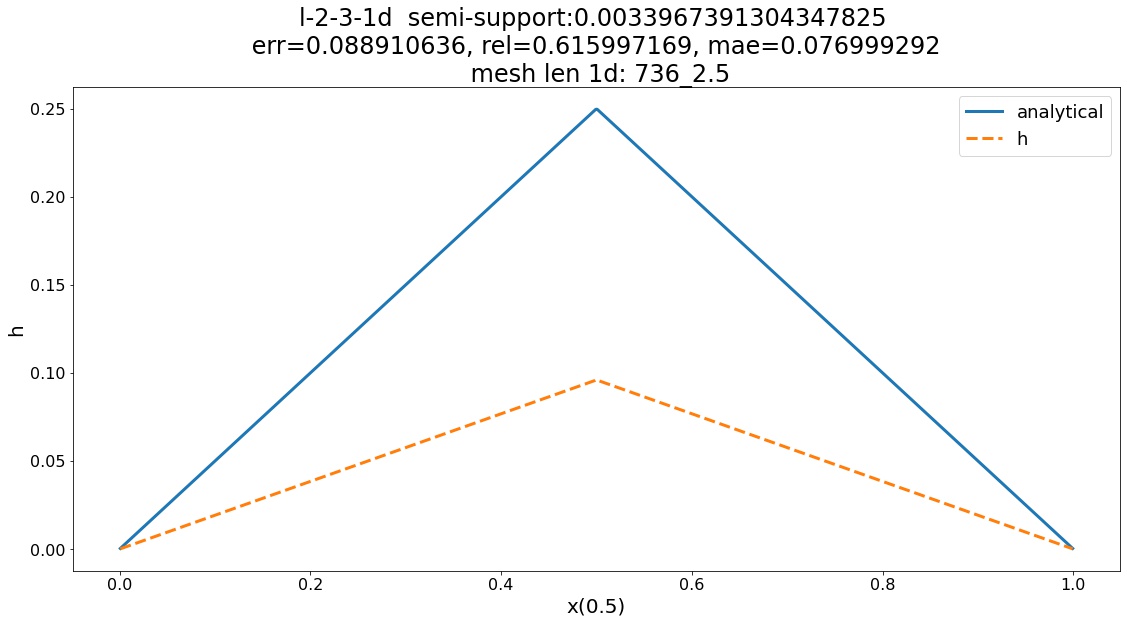 l-2-3-1d  semi-support:0.0033967391304347825
err=0.088910636, rel=0.615997169, mae=0.076999292
mesh len 1d: 736_2.5
analytical
h
0.25
0.20
0.15
0.10
0.05
0.00
h
0.0 0.2 0.4 0.6 0.8 1.0
x(0.5)